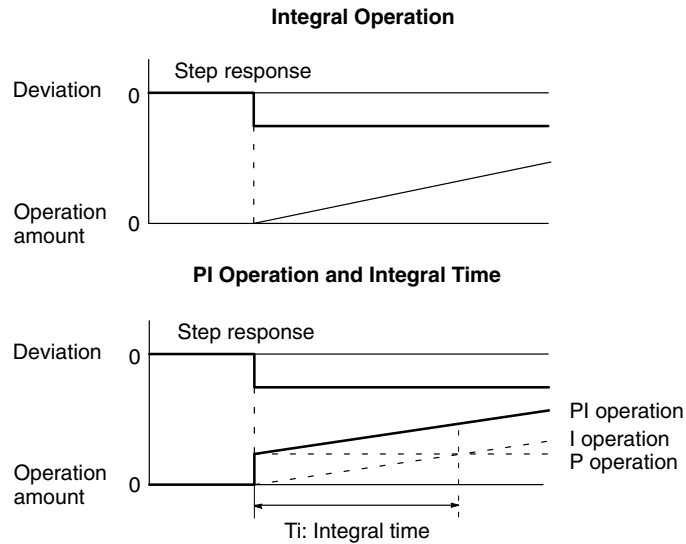 Integral Operation
Step response
Deviation 0
Operation
amount 0
PI Operation and Integral Time
Step response
Deviation 0
PI operation
I operation
P operation
Operation
amount 0
Ti: Integral time